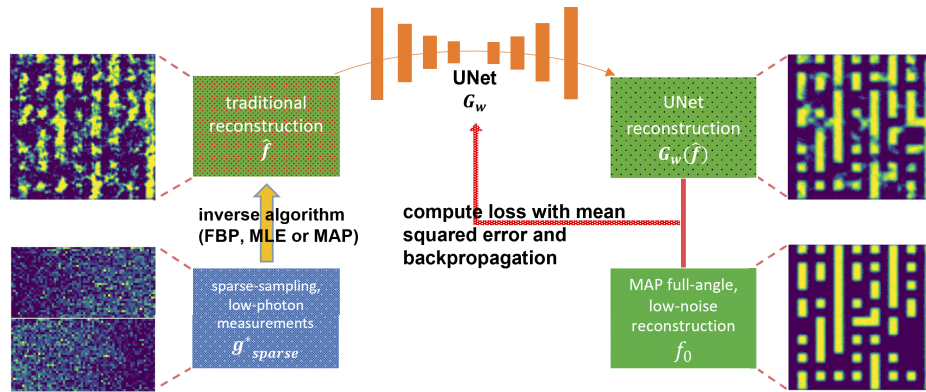 traditional
reconstruction
f̂
UNet
G_w
UNet
reconstruction
G_w(f̂)
inverse algorithm
(FBP, MLE or MAP)
compute loss with mean
squared error and
backpropagation
sparse-sampling,
low-photon
measurements
g*_sparse
MAP full-angle,
low-noise
reconstruction
f_0